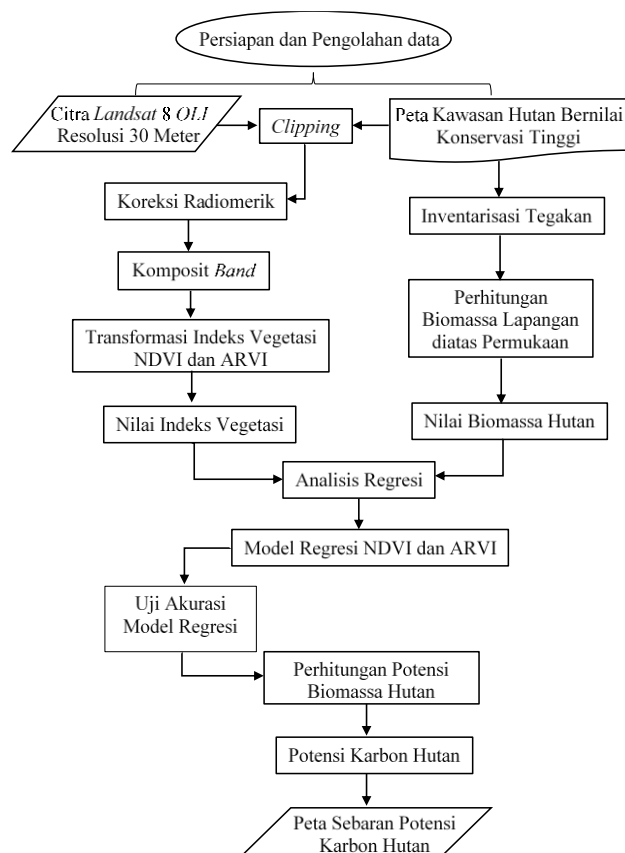 Persiapan dan Pengolahan data
Citra Landsat 8 OLI
Resolusi 30 Meter
Clipping
Peta Kawasan Hutan Bernilai
Konservasi Tinggi
Koreksi Radiomerik
Inventarisasi Tegakan
Komposit Band
Perhitungan
Biomassa Lapangan
diatas Permukaan
Transformasi Indeks Vegetasi
NDVI dan ARVI
Nilai Indeks Vegetasi
Nilai Biomassa Hutan
Analisis Regresi
Model Regresi NDVI dan ARVI
Uji Akurasi
Model Regresi
Perhitungan Potensi
Biomassa Hutan
Potensi Karbon Hutan
Peta Sebaran Potensi
Karbon Hutan